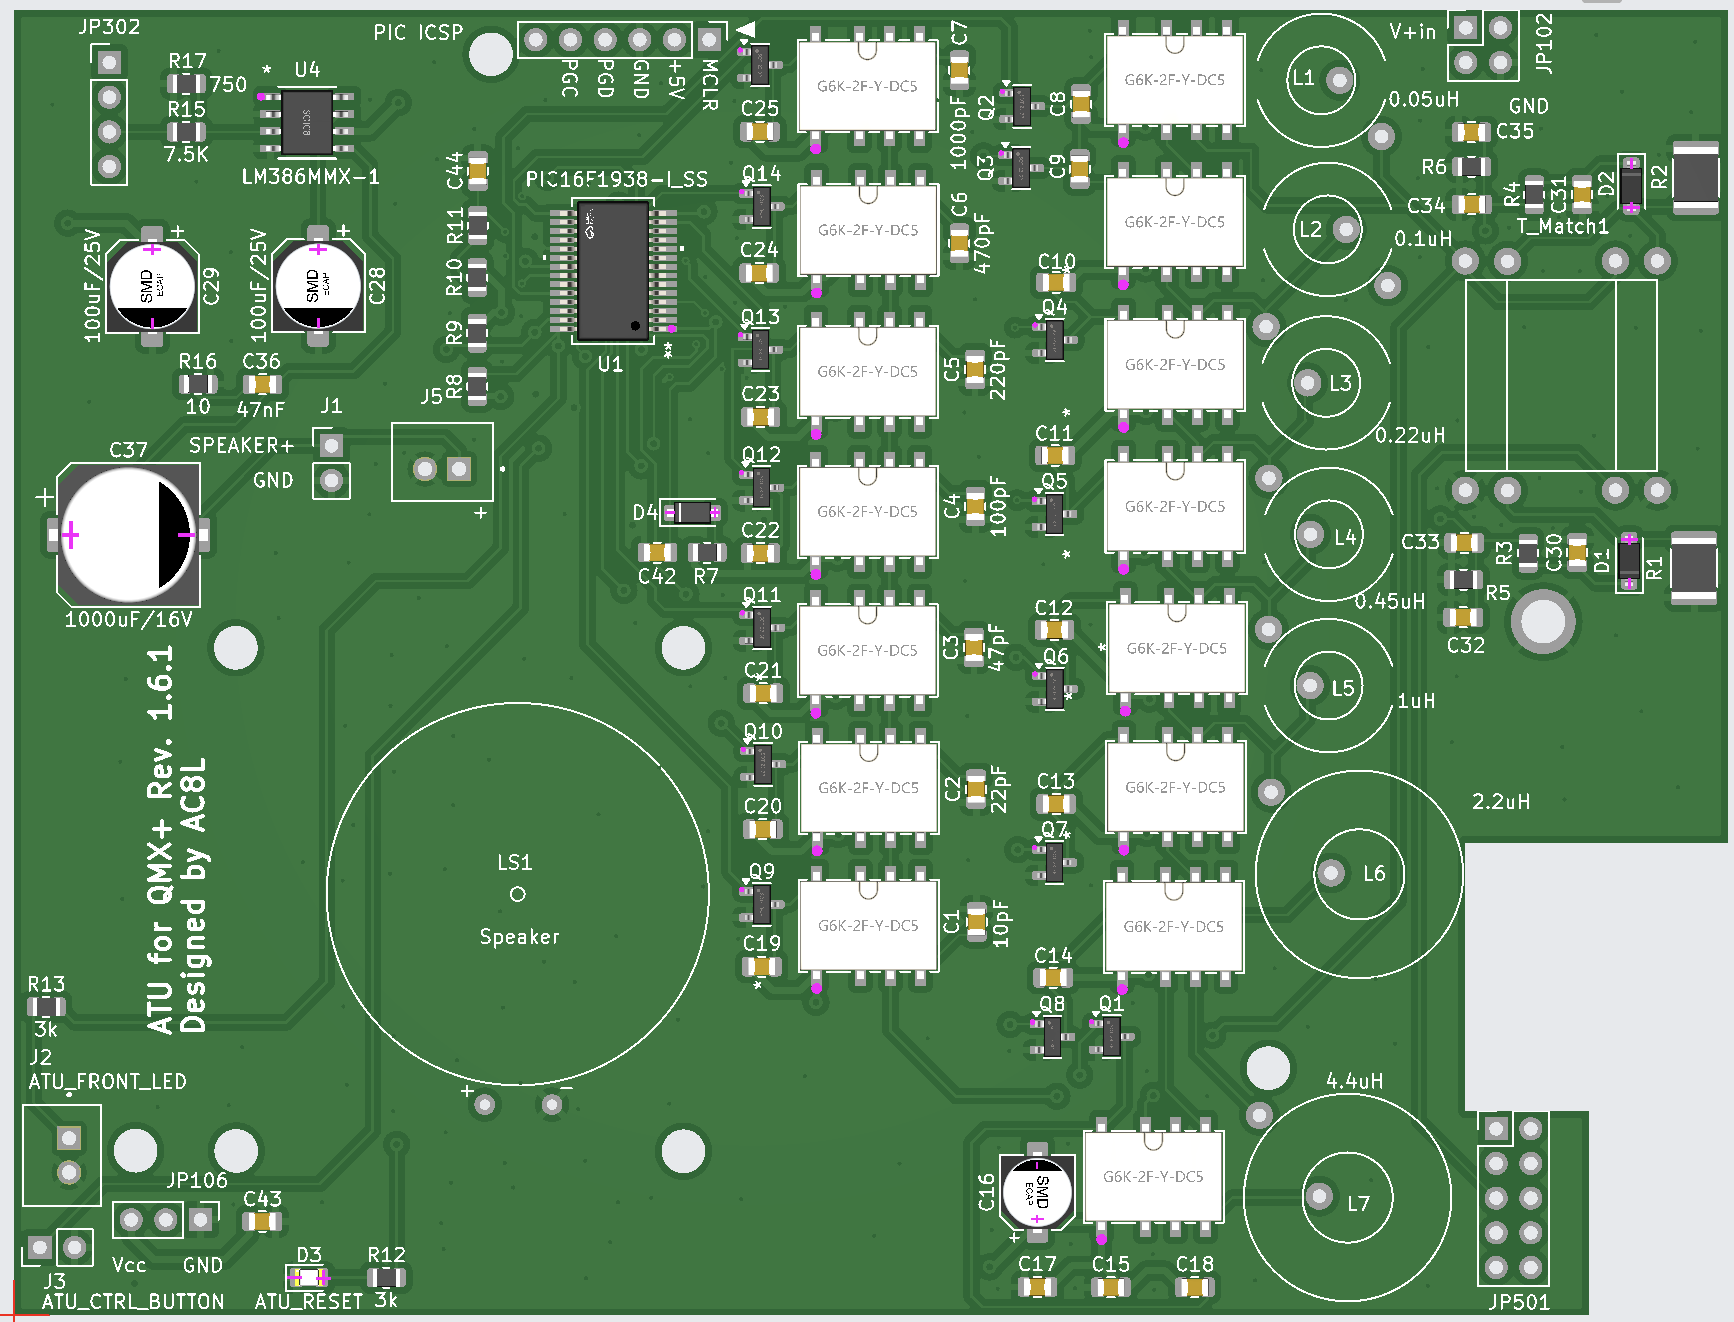 JP302
PIC ICSP
V+in
JP102
R17
750
U4
R15
7.5K
SOIC8
LM386MMX-1
PGC
PGD
GND
+5V
MCLR
C7
1000pF
G6K-2F-Y-DC5
G6K-2F-Y-DC5
L1
0.05uH
GND
C25
Q2
C8
Q3
C9
C35
R6
C34
R4
C31
D2
R2
T_Match1
C44
PIC16F1938-I_SS
Q14
G6K-2F-Y-DC5
C6
470pF
G6K-2F-Y-DC5
L2
0.1uH
R11
C24
C10
100uF/25V
SMD
ECAP
C29
100uF/25V
SMD
ECAP
C28
R10
Q13
Q4
R9
U1
G6K-2F-Y-DC5
C5
220pF
G6K-2F-Y-DC5
L3
0.22uH
R16
10
C36
47nF
J1
J5
R8
C23
C11
SPEAKER+
GND
C37
1000uF/16V
+
+
Q12
Q5
D4
G6K-2F-Y-DC5
C4
100pF
G6K-2F-Y-DC5
L4
0.45uH
C42
R7
C22
C33
R3
C30
D1
R1
R5
C32
Q11
C12
G6K-2F-Y-DC5
C3
47pF
G6K-2F-Y-DC5
L5
1uH
C21
Q6
ATU for QMX+ Rev. 1.6.1
Designed by AC8L
Q10
G6K-2F-Y-DC5
C2
22pF
C13
G6K-2F-Y-DC5
2.2uH
C20
Q7
LS1
Speaker
+
−
Q9
G6K-2F-Y-DC5
C1
10pF
G6K-2F-Y-DC5
L6
C19
C14
Q8
Q1
R13
3k
J2
ATU_FRONT_LED
4.4uH
JP106
C43
Vcc
GND
C16
SMD
ECAP
+
G6K-2F-Y-DC5
L7
J3
ATU_CTRL_BUTTON
D3
ATU_RESET
R12
3k
C17
C15
C18
JP501